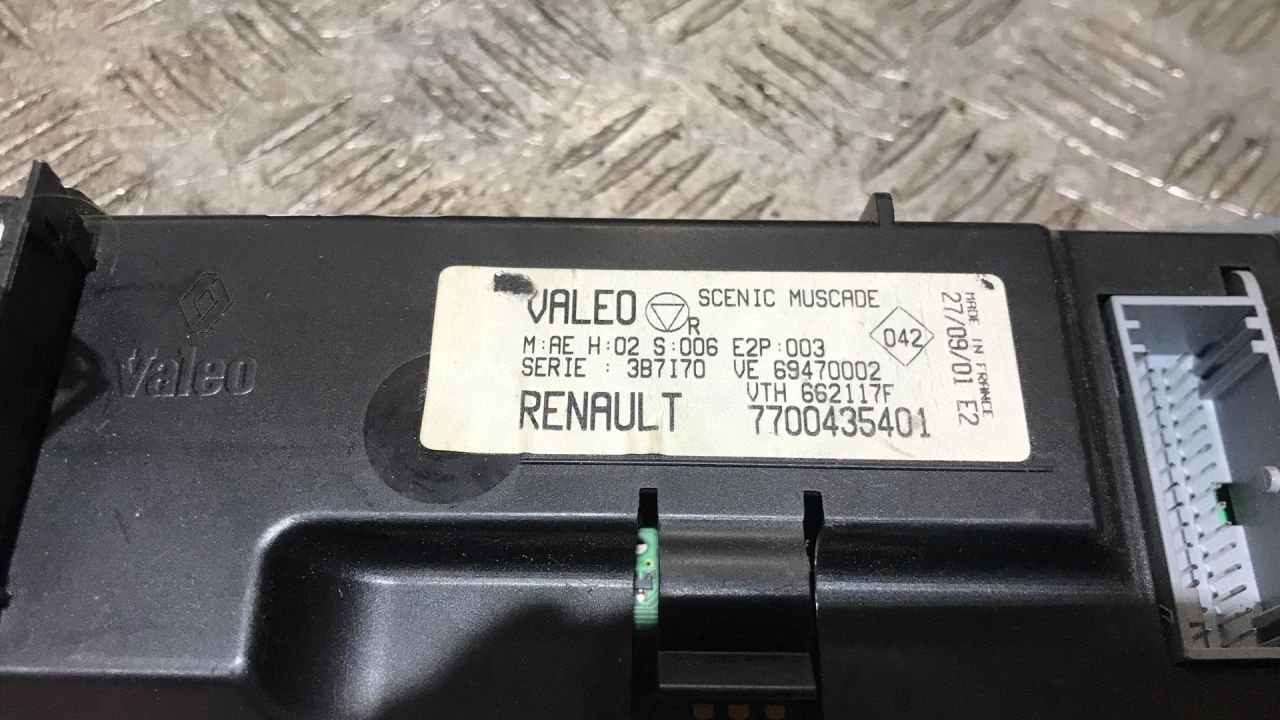 VALEO R SCENIC MUSCADE
M:AE H:02 S:006 E2P:003
042
SERIE : 3B7I70 VE 69470002
VTH 662117F
RENAULT 7700435401
MADE IN FRANCE
27/09/01 E2
Valeo